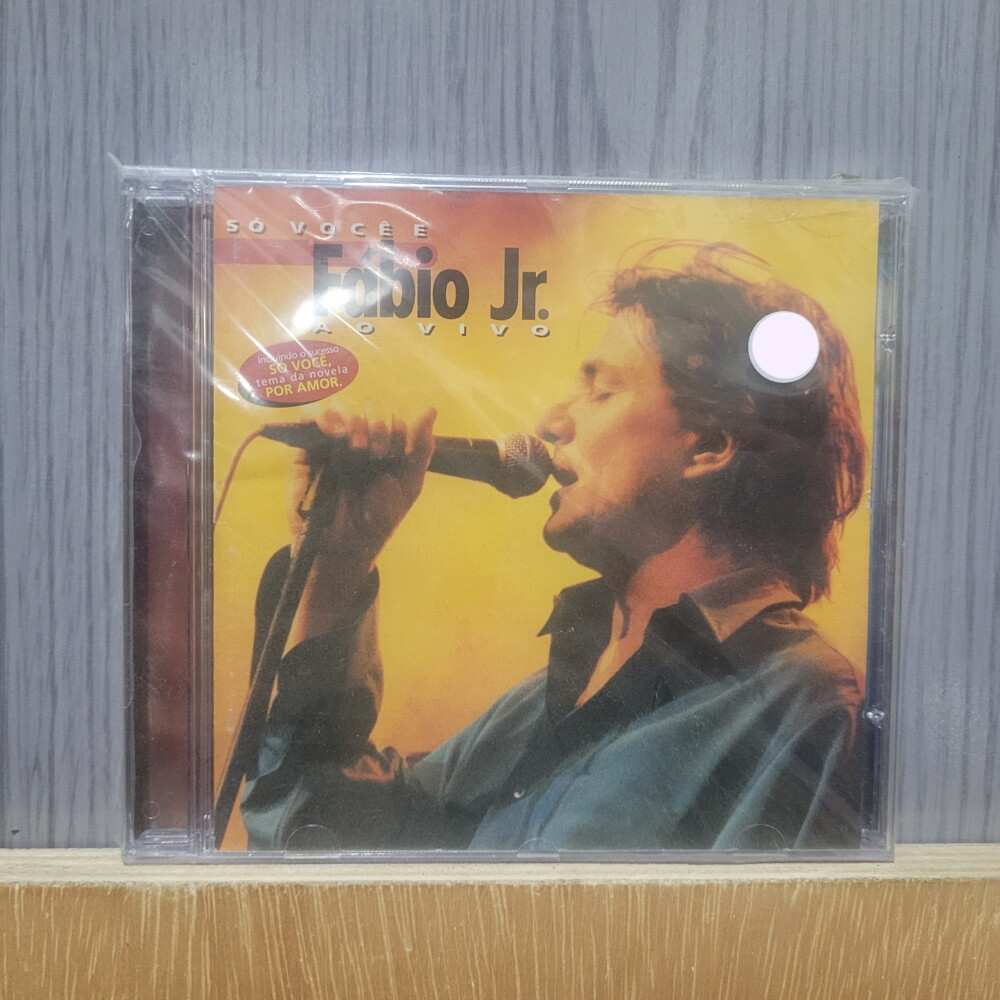 SÓ VOCÊ E
Fábio Jr.
AO VIVO
incluindo o sucesso
SÓ VOCÊ,
tema da novela
POR AMOR.